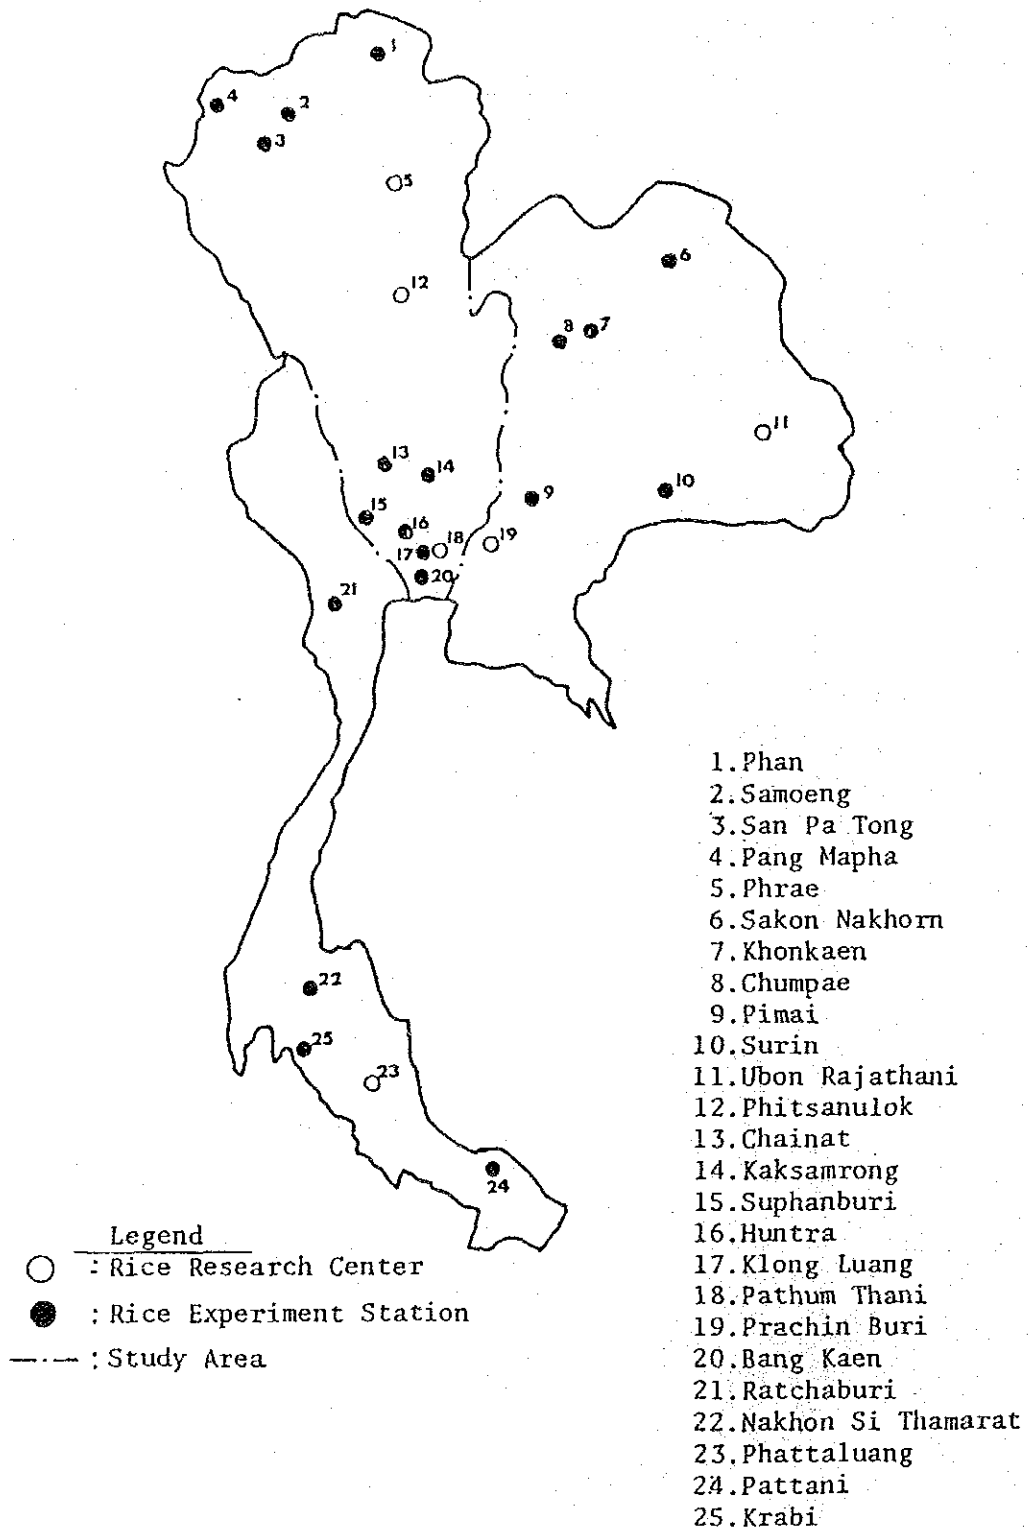 1
4
2
3
5
6
12
8
7
11
13
14
10
9
15
16
18
19
17
20
21
22
25
23
24
1.Phan
2.Samoeng
3.San Pa Tong
4.Pang Mapha
5.Phrae
6.Sakon Nakhorn
7.Khonkaen
8.Chumpae
9.Pimai
10.Surin
11.Ubon Rajathani
12.Phitsanulok
13.Chainat
14.Kaksamrong
15.Suphanburi
16.Huntra
17.Klong Luang
18.Pathum Thani
19.Prachin Buri
20.Bang Kaen
21.Ratchaburi
22.Nakhon Si Thamarat
23.Phattaluang
24.Pattani
25.Krabi
Legend
: Rice Research Center
: Rice Experiment Station
: Study Area